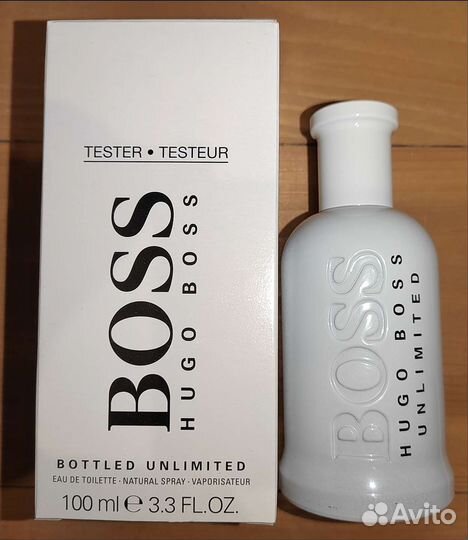 TESTER • TESTEUR
BOSS
HUGO BOSS
BOTTLED UNLIMITED
EAU DE TOILETTE · NATURAL SPRAY · VAPORISATEUR
100 ml ℮ 3.3 FL.OZ.
BOSS
HUGO BOSS
UNLIMITED
Avito